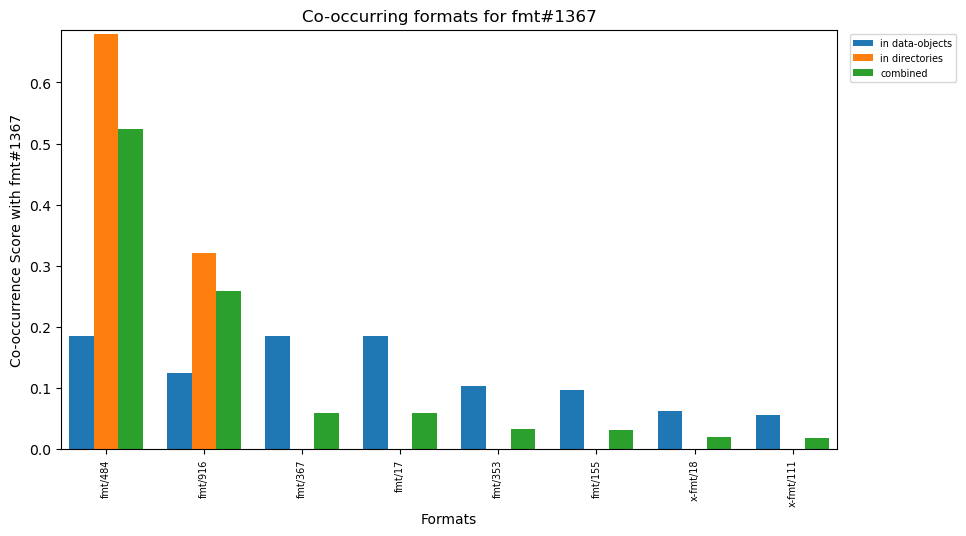 Co-occurring formats for fmt#1367
in data-objects
in directories
combined
Co-occurrence Score with fmt#1367
0.6
0.5
0.4
0.3
0.2
0.1
0.0
fmt/484
fmt/916
fmt/367
fmt/17
fmt/353
fmt/155
x-fmt/18
x-fmt/111
Formats